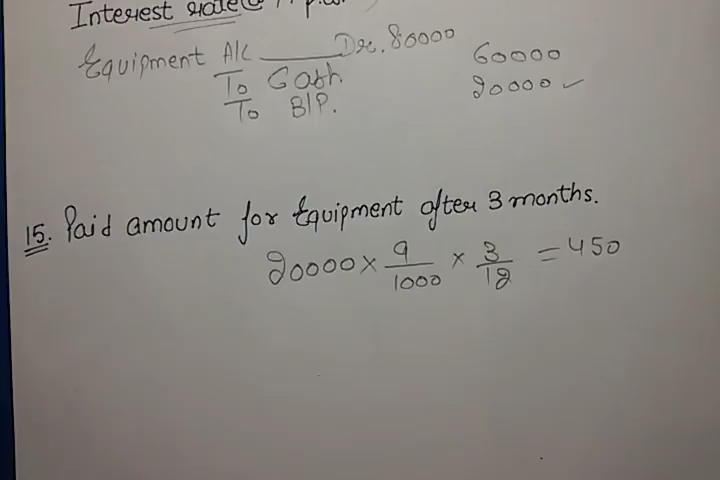 Interest rate @
Equipment A/c ____ Dr. 80000
To Cash 60000
To B/P. 20000 ✓
15. Paid amount for Equipment after 3 months.
20000 × 9/1000 × 3/12 = 450